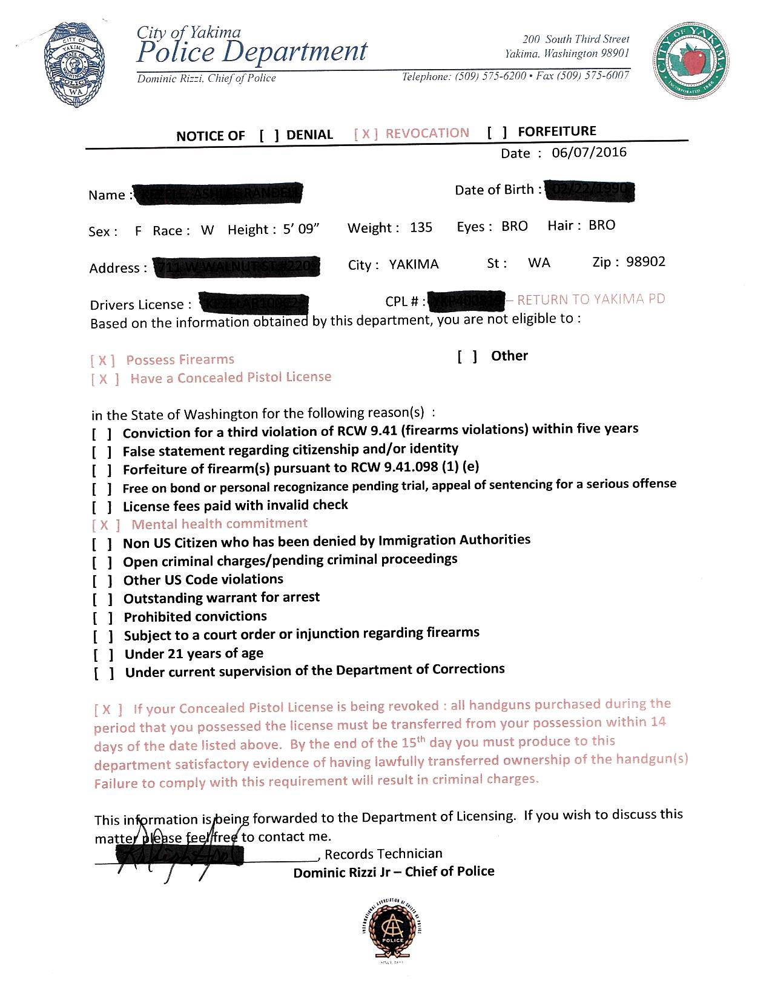 City of Yakima
Police Department
Dominic Rizzi, Chief of Police
200 South Third Street
Yakima, Washington 98901
Telephone: (509) 575-6200 • Fax (509) 575-6007
CITY OF YAKIMA
STATE OF WASHINGTON
POLICE
WA
CITY OF YAKIMA
INCORPORATED 1886
NOTICE OF [ ] DENIAL [ X ] REVOCATION [ ] FORFEITURE
Date : 06/07/2016
Name : Date of Birth :
Sex : F Race : W Height : 5' 09" Weight : 135 Eyes : BRO Hair : BRO
Address : City : YAKIMA St : WA Zip : 98902
Drivers License : CPL # : – RETURN TO YAKIMA PD
Based on the information obtained by this department, you are not eligible to :
[ X ] Possess Firearms [ ] Other
[ X ] Have a Concealed Pistol License
in the State of Washington for the following reason(s) :
[ ] Conviction for a third violation of RCW 9.41 (firearms violations) within five years
[ ] False statement regarding citizenship and/or identity
[ ] Forfeiture of firearm(s) pursuant to RCW 9.41.098 (1) (e)
[ ] Free on bond or personal recognizance pending trial, appeal of sentencing for a serious offense
[ ] License fees paid with invalid check
[ X ] Mental health commitment
[ ] Non US Citizen who has been denied by Immigration Authorities
[ ] Open criminal charges/pending criminal proceedings
[ ] Other US Code violations
[ ] Outstanding warrant for arrest
[ ] Prohibited convictions
[ ] Subject to a court order or injunction regarding firearms
[ ] Under 21 years of age
[ ] Under current supervision of the Department of Corrections
[ X ] If your Concealed Pistol License is being revoked : all handguns purchased during the
period that you possessed the license must be transferred from your possession within 14
days of the date listed above. By the end of the 15th day you must produce to this
department satisfactory evidence of having lawfully transferred ownership of the handgun(s)
Failure to comply with this requirement will result in criminal charges.
This information is being forwarded to the Department of Licensing. If you wish to discuss this
matter please feel free to contact me.
, Records Technician
Dominic Rizzi Jr – Chief of Police
INTERNATIONAL ASSOCIATION OF CHIEFS OF POLICE
POLICE